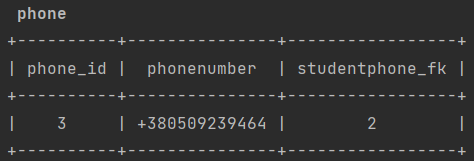 phone
+----------+---------------+-----------------+
| phone_id |  phonenumber  | studentphone_fk |
+----------+---------------+-----------------+
|    3     | +380509239464 |        2        |
+----------+---------------+-----------------+